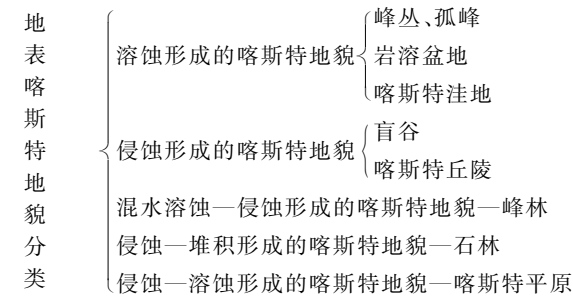 地表喀斯特地貌分类
溶蚀形成的喀斯特地貌
峰丛、孤峰
岩溶盆地
喀斯特洼地
侵蚀形成的喀斯特地貌
盲谷
喀斯特丘陵
混水溶蚀—侵蚀形成的喀斯特地貌—峰林
侵蚀—堆积形成的喀斯特地貌—石林
侵蚀—溶蚀形成的喀斯特地貌—喀斯特平原